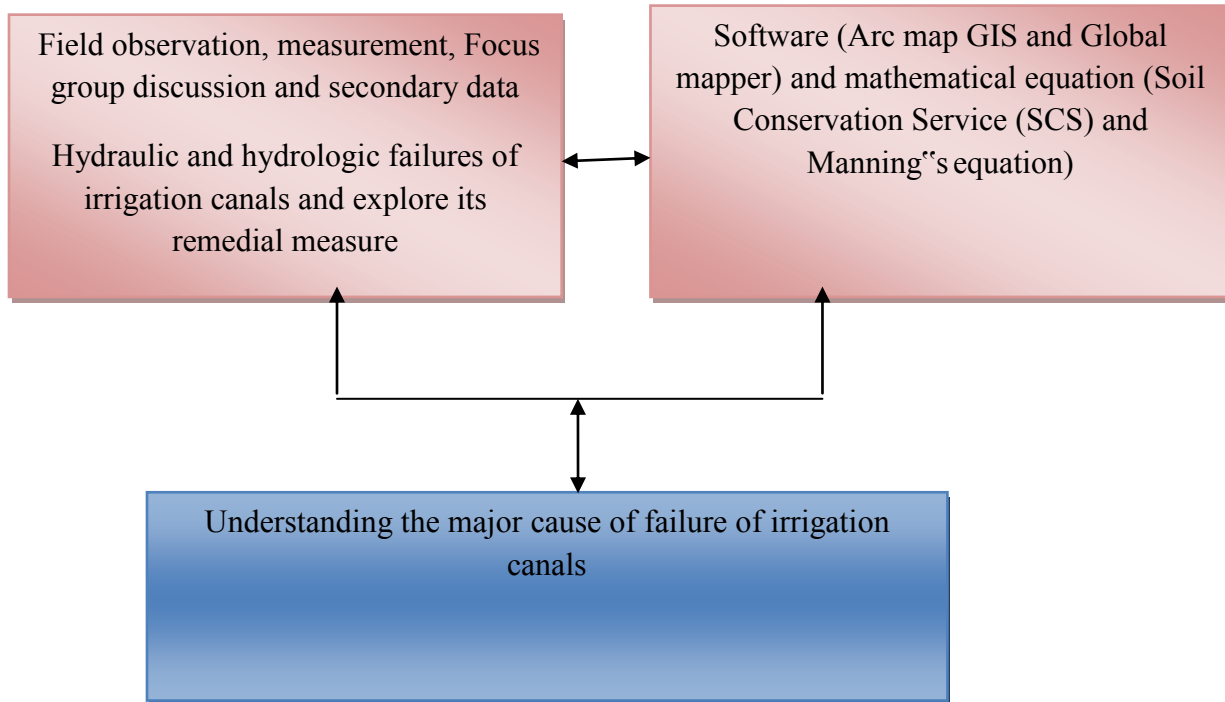 Field observation, measurement, Focus
group discussion and secondary data
Hydraulic and hydrologic failures of
irrigation canals and explore its
remedial measure
Software (Arc map GIS and Global
mapper) and mathematical equation (Soil
Conservation Service (SCS) and
Manning‟s equation)
Understanding the major cause of failure of irrigation
canals